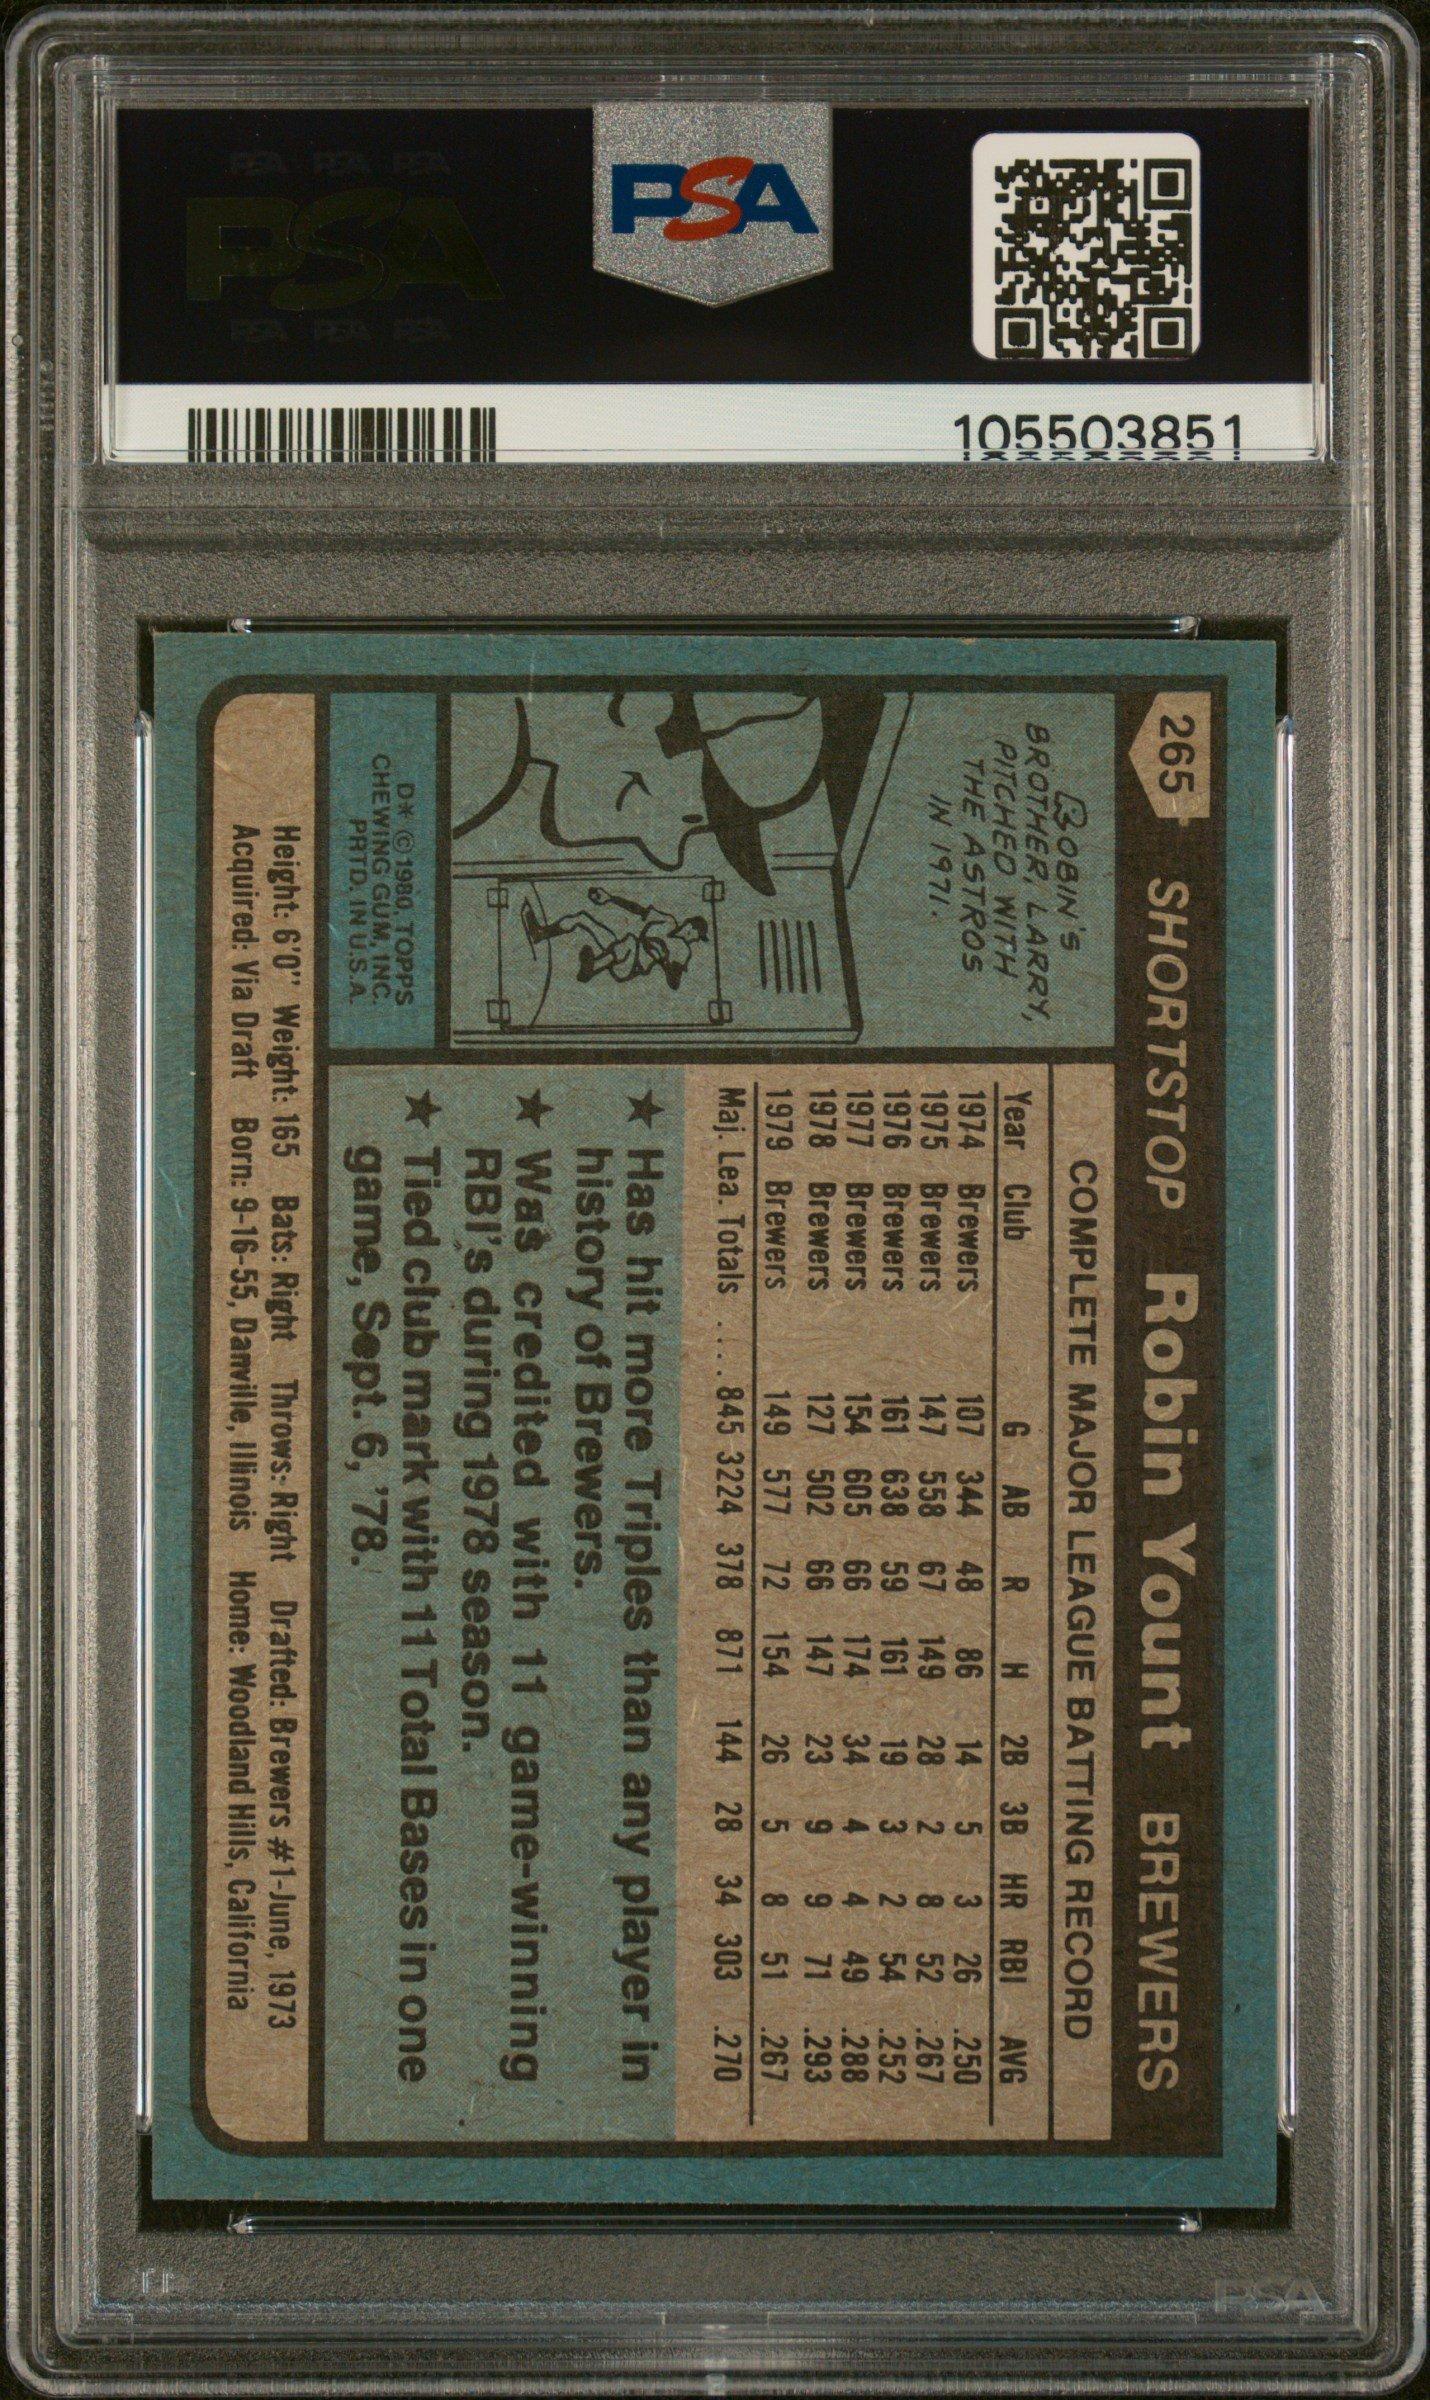 PSA PSA PSA
PSA
PSA PSA PSA
PSA
105503851
265 SHORTSTOP Robin Yount BREWERS
ROBIN'S
BROTHER, LARRY,
PITCHED WITH
THE ASTROS
IN 1971.
D* ©1980, TOPPS
CHEWING GUM, INC.
PRTD. IN U.S.A.
COMPLETE MAJOR LEAGUE BATTING RECORD
Year Club G AB R H 2B 3B HR RBI AVG
1974 Brewers 107 344 48 86 14 5 3 26 .250
1975 Brewers 147 558 67 149 28 2 8 52 .267
1976 Brewers 161 638 59 161 19 3 2 54 .252
1977 Brewers 154 605 66 174 34 4 4 49 .288
1978 Brewers 127 502 66 147 23 9 9 71 .293
1979 Brewers 149 577 72 154 26 5 8 51 .267
Maj. Lea. Totals .... 845 3224 378 871 144 28 34 303 .270
★ Has hit more Triples than any player in
history of Brewers.
★ Was credited with 11 game-winning
RBI's during 1978 season.
★ Tied club mark with 11 Total Bases in one
game, Sept. 6, '78.
Height: 6'0" Weight: 165 Bats: Right Throws: Right Drafted: Brewers #1-June, 1973
Acquired: Via Draft Born: 9-16-55, Danville, Illinois Home: Woodland Hills, California
PSA